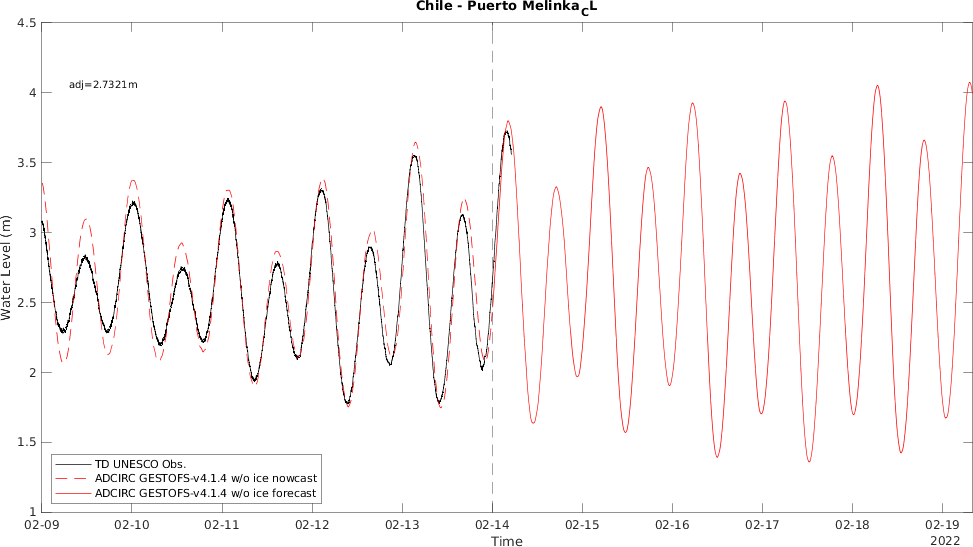 Chile - Puerto MelinkaCL
adj=2.7321m
Water Level (m)
4.5
4
3.5
3
2.5
2
1.5
1
TD UNESCO Obs.
ADCIRC GESTOFS-v4.1.4 w/o ice nowcast
ADCIRC GESTOFS-v4.1.4 w/o ice forecast
02-09 02-10 02-11 02-12 02-13 02-14 02-15 02-16 02-17 02-18 02-19
Time
2022